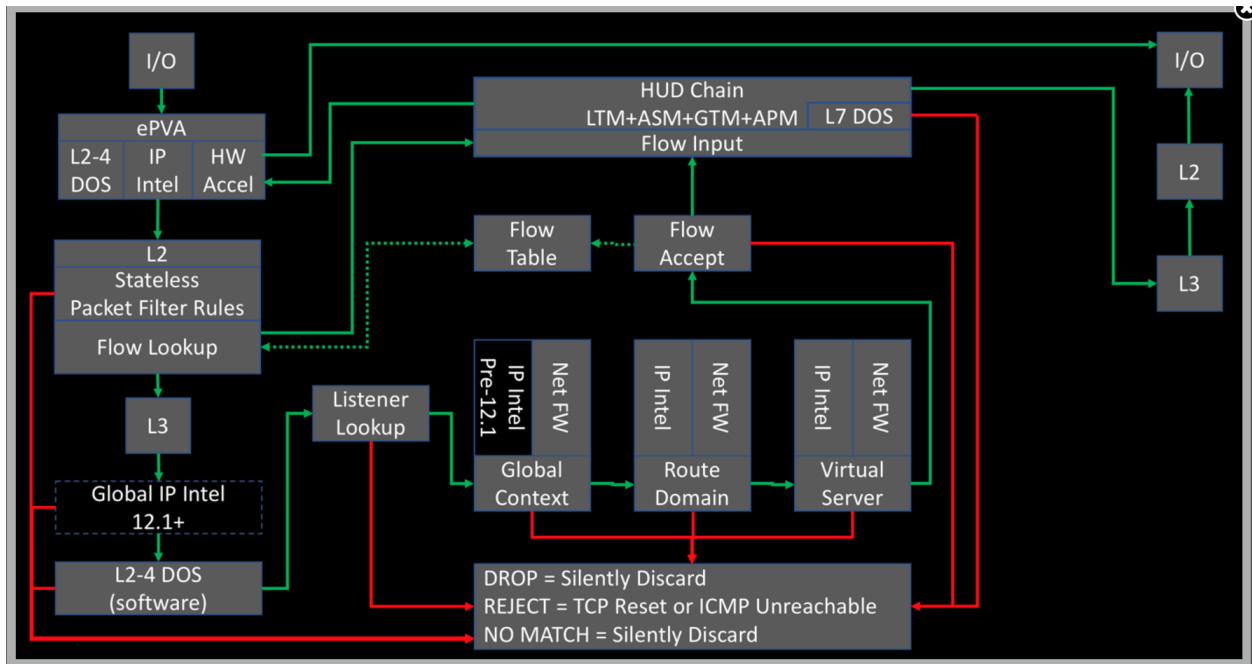 I/O
ePVA
L2-4
DOS
IP
Intel
HW
Accel
L2
Stateless
Packet Filter Rules
Flow Lookup
L3
Global IP Intel
12.1+
L2-4 DOS
(software)
Listener
Lookup
HUD Chain
LTM+ASM+GTM+APM
L7 DOS
Flow Input
Flow
Table
Flow
Accept
IP Intel
Pre-12.1
Net FW
Global
Context
IP Intel
Net FW
Route
Domain
IP Intel
Net FW
Virtual
Server
DROP = Silently Discard
REJECT = TCP Reset or ICMP Unreachable
NO MATCH = Silently Discard
I/O
L2
L3